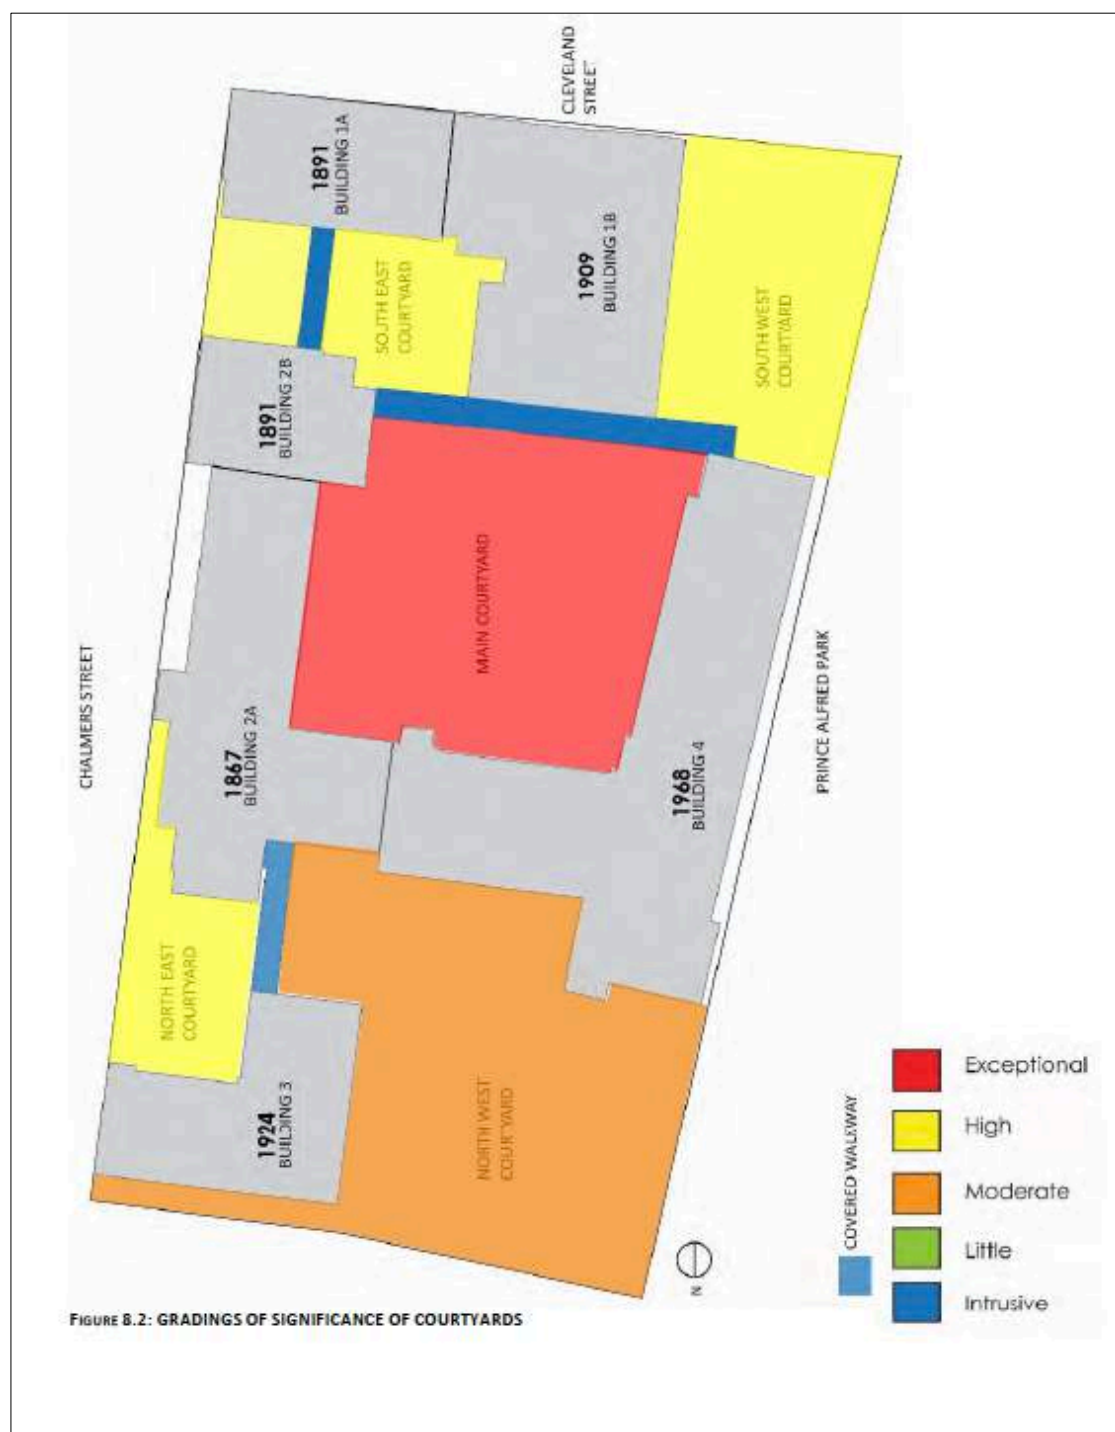 CLEVELAND
STREET
1891
BUILDING 1A
1909
BUILDING 1B
SOUTH EAST
COURTYARD
SOUTH WEST
COURTYARD
1891
BUILDING 2B
MAIN COURTYARD
CHALMERS STREET
1867
BUILDING 2A
1968
BUILDING 4
PRINCE ALFRED PARK
NORTH EAST
COURTYARD
1924
BUILDING 3
NORTH WEST
COURTYARD
N
COVERED WALKWAY
Exceptional
High
Moderate
Little
Intrusive
FIGURE 8.2: GRADINGS OF SIGNIFICANCE OF COURTYARDS